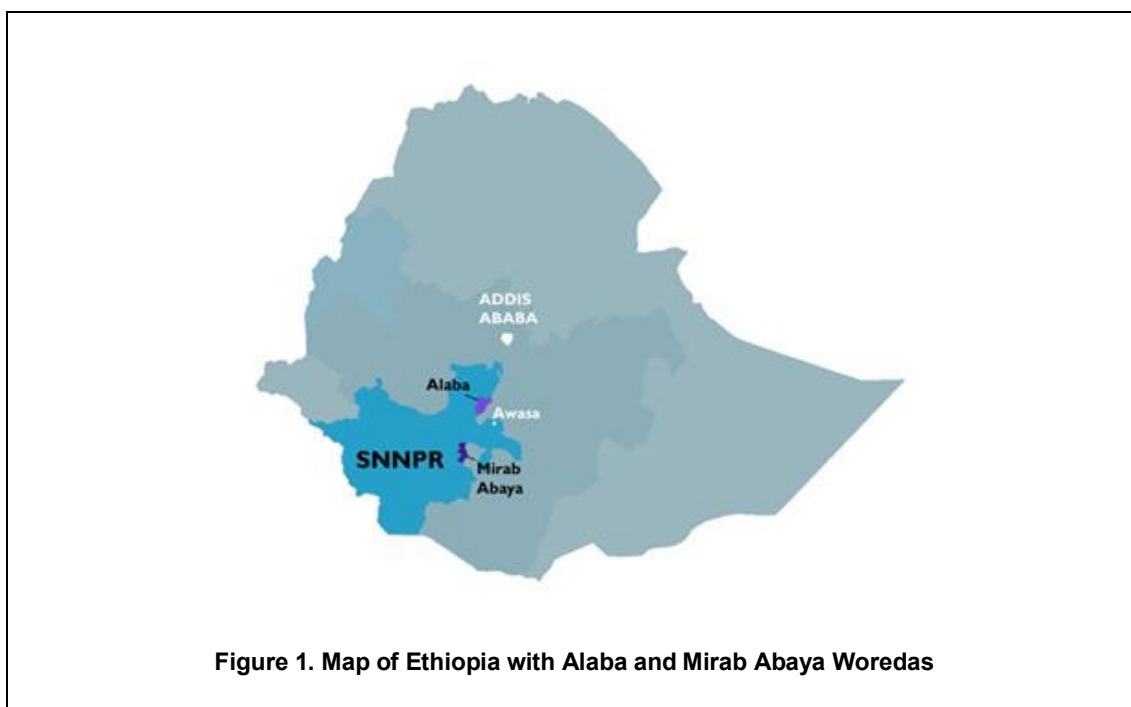 ADDIS
ABABA
Alaba
Awasa
SNNPR
Mirab
Abaya
Figure 1. Map of Ethiopia with Alaba and Mirab Abaya Woredas